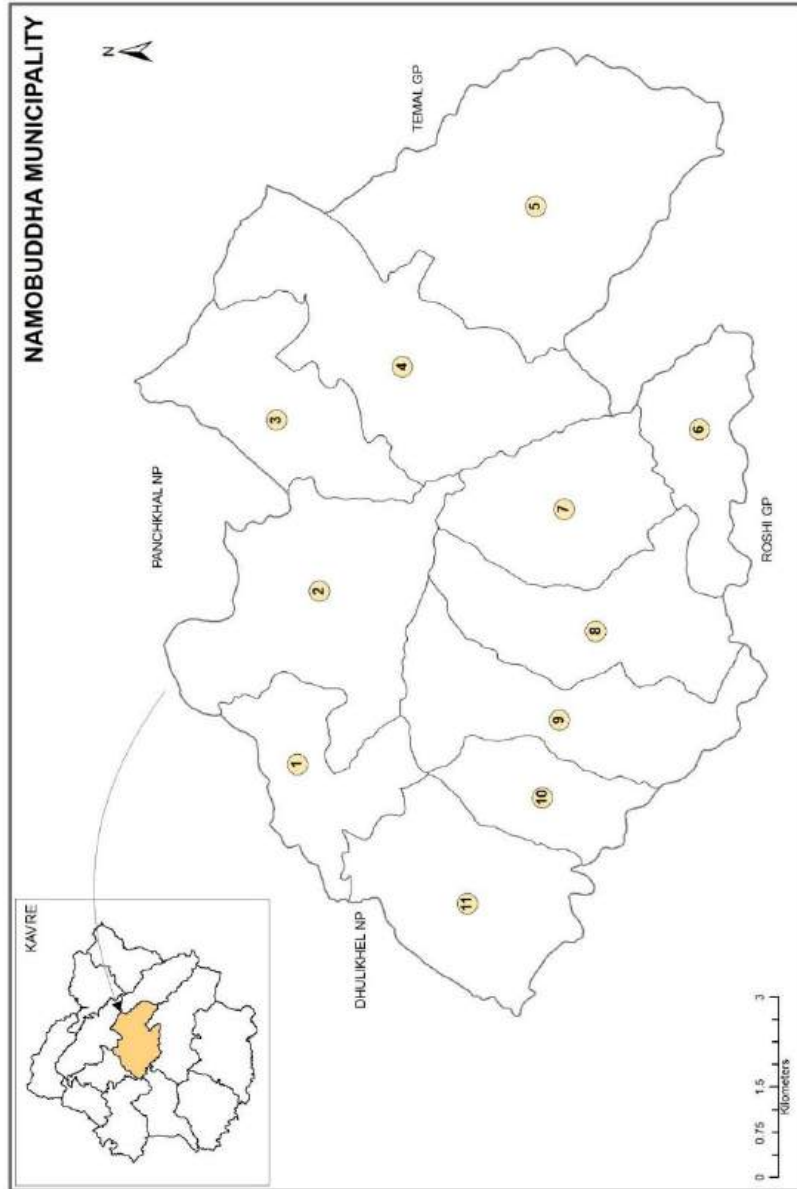 NAMOBUDDHA MUNICIPALITY
KAVRE
N
PANCHKHAL NP
TEMAL GP
DHULIKHEL NP
ROSHI GP
1
2
3
4
5
6
7
8
9
10
11
0 0.75 1.5 3
Kilometers